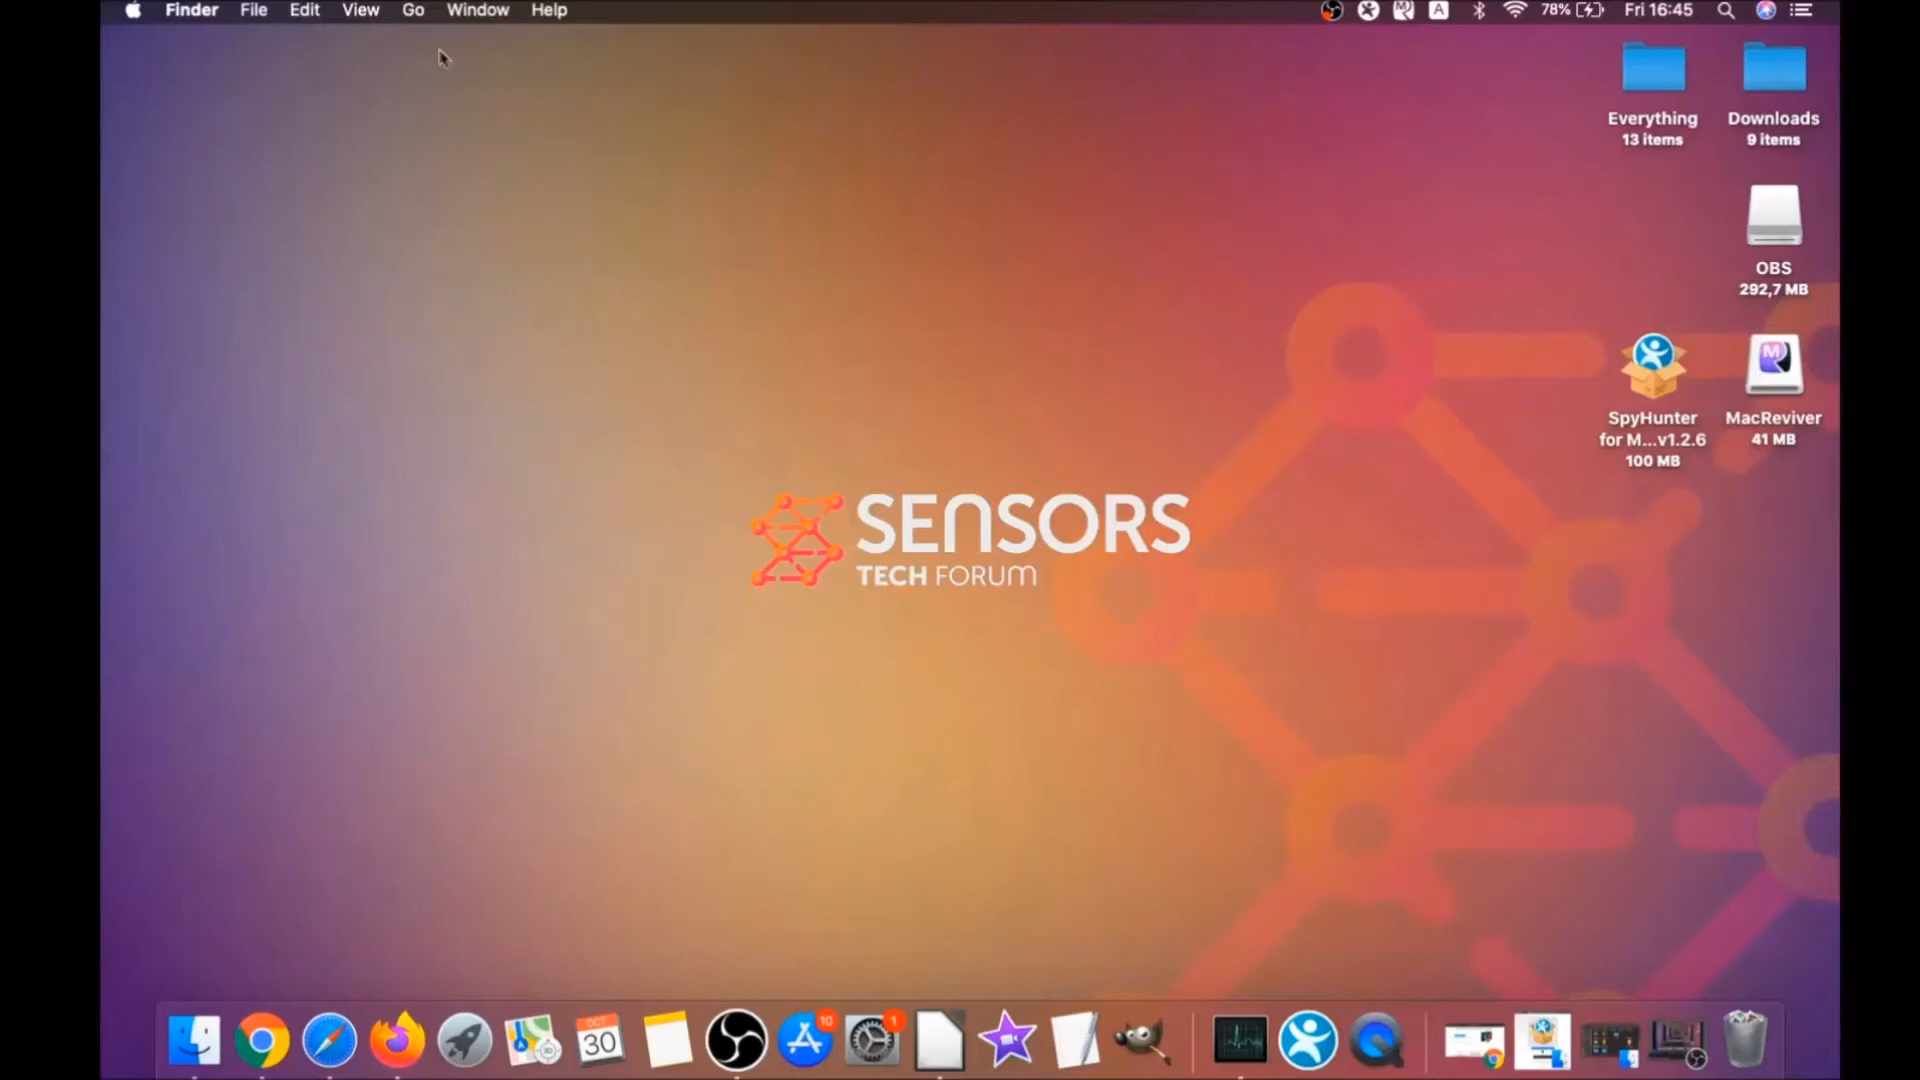 Finder File Edit View Go Window Help
A 78% Fri 16:45
Everything
13 items
Downloads
9 items
OBS
292,7 MB
M
SpyHunter
for M...v1.2.6
100 MB
MacReviver
41 MB
SENSORS
TECH FORUM
OCT
30
10
1